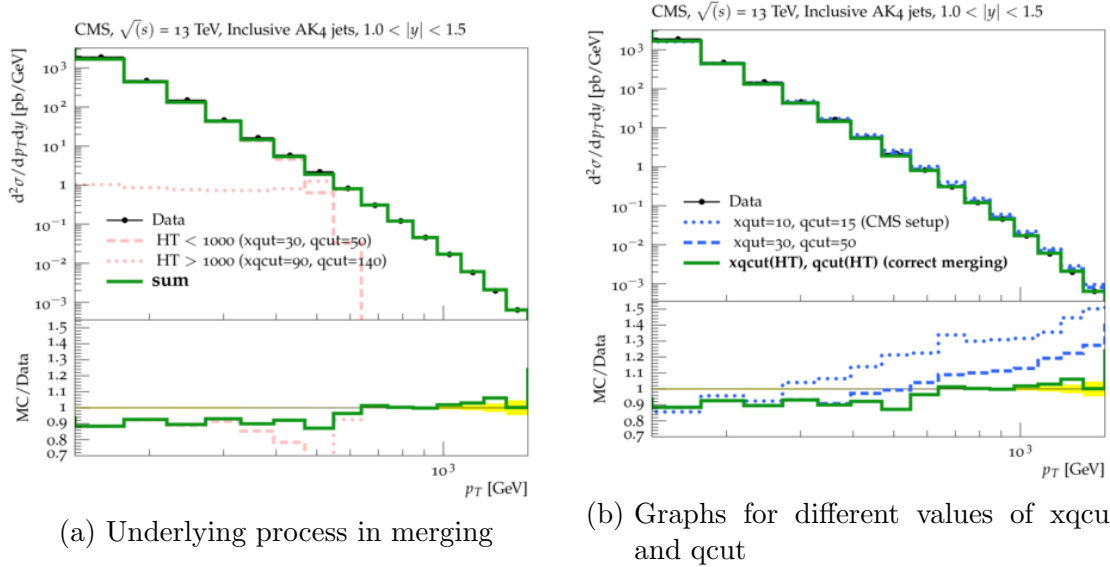 CMS, √(s) = 13 TeV, Inclusive AK4 jets, 1.0 < |y| < 1.5
d²σ/dp_T dy [pb/GeV]
10³
10²
10¹
1
10⁻¹
10⁻²
10⁻³
Data
HT < 1000 (xqut=30, qcut=50)
HT > 1000 (xqcut=90, qcut=140)
sum
MC/Data
1.5
1.4
1.3
1.2
1.1
1
0.9
0.8
0.7
10³
p_T [GeV]
(a) Underlying process in merging
CMS, √(s) = 13 TeV, Inclusive AK4 jets, 1.0 < |y| < 1.5
d²σ/dp_T dy [pb/GeV]
10³
10²
10¹
1
10⁻¹
10⁻²
10⁻³
Data
xqut=10, qcut=15 (CMS setup)
xqut=30, qcut=50
xqcut(HT), qcut(HT) (correct merging)
MC/Data
1.5
1.4
1.3
1.2
1.1
1
0.9
0.8
0.7
10³
p_T [GeV]
(b) Graphs for different values of xqcu
and qcut